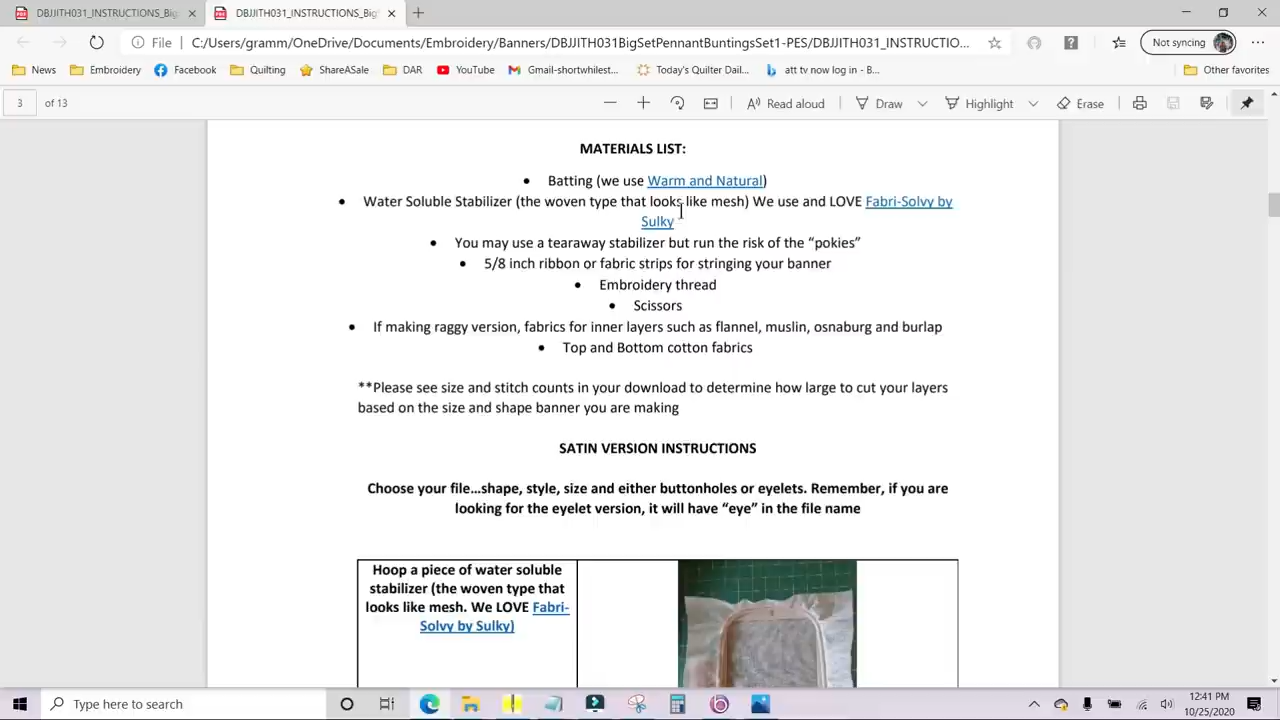 DBJJITH031_INSTRUCTIONS_Big
DBJJITH031_INSTRUCTIONS_Big
File C:/Users/gramm/OneDrive/Documents/Embroidery/Banners/DBJJITH031BigSetPennantBuntingsSet1-PES/DBJJITH031_INSTRUCTIO... Not syncing
News Embroidery Facebook Quilting ShareASale DAR YouTube Gmail-shortwhilest... Today's Quilter Dail... att tv now log in - B... Other favorites
3 of 13 Read aloud Draw Highlight Erase
MATERIALS LIST:
• Batting (we use Warm and Natural)
• Water Soluble Stabilizer (the woven type that looks like mesh) We use and LOVE Fabri-Solvy by
Sulky
• You may use a tearaway stabilizer but run the risk of the “pokies”
• 5/8 inch ribbon or fabric strips for stringing your banner
• Embroidery thread
• Scissors
• If making raggy version, fabrics for inner layers such as flannel, muslin, osnaburg and burlap
• Top and Bottom cotton fabrics
**Please see size and stitch counts in your download to determine how large to cut your layers
based on the size and shape banner you are making
SATIN VERSION INSTRUCTIONS
Choose your file…shape, style, size and either buttonholes or eyelets. Remember, if you are
looking for the eyelet version, it will have “eye” in the file name
Hoop a piece of water soluble
stabilizer (the woven type that
looks like mesh. We LOVE Fabri-
Solvy by Sulky)
Type here to search
12:41 PM
10/25/2020